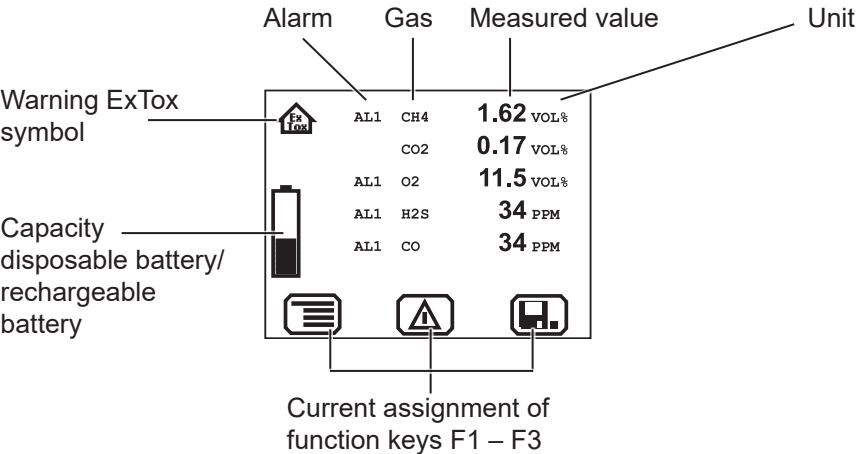 Alarm Gas Measured value Unit
Warning ExTox
symbol
Ex
Tox
AL1 CH4 1.62 VOL%
CO2 0.17 VOL%
AL1 O2 11.5 VOL%
AL1 H2S 34 PPM
AL1 CO 34 PPM
Capacity
disposable battery/
rechargeable
battery
Current assignment of
function keys F1 – F3